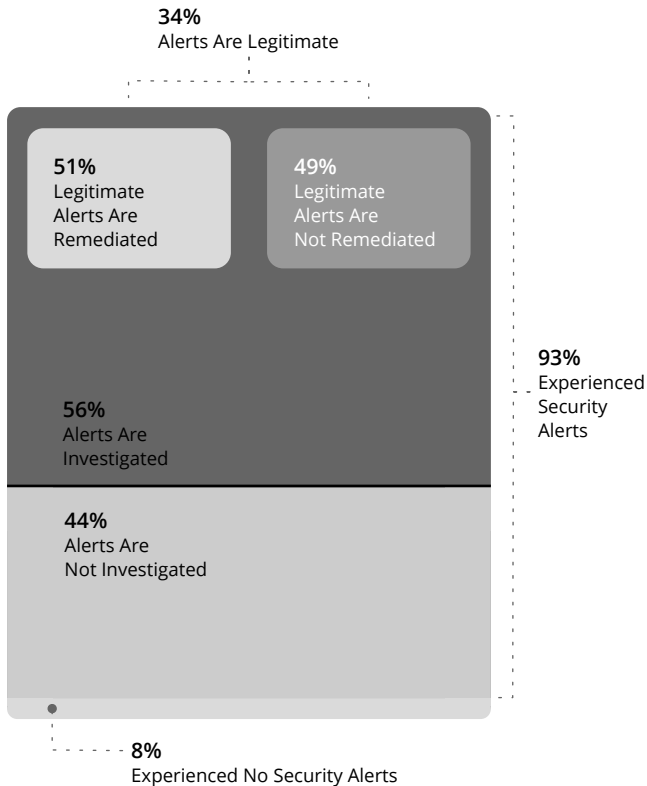 34%
Alerts Are Legitimate
51%
Legitimate
Alerts Are
Remediated
49%
Legitimate
Alerts Are
Not Remediated
93%
Experienced
Security
Alerts
56%
Alerts Are
Investigated
44%
Alerts Are
Not Investigated
8%
Experienced No Security Alerts